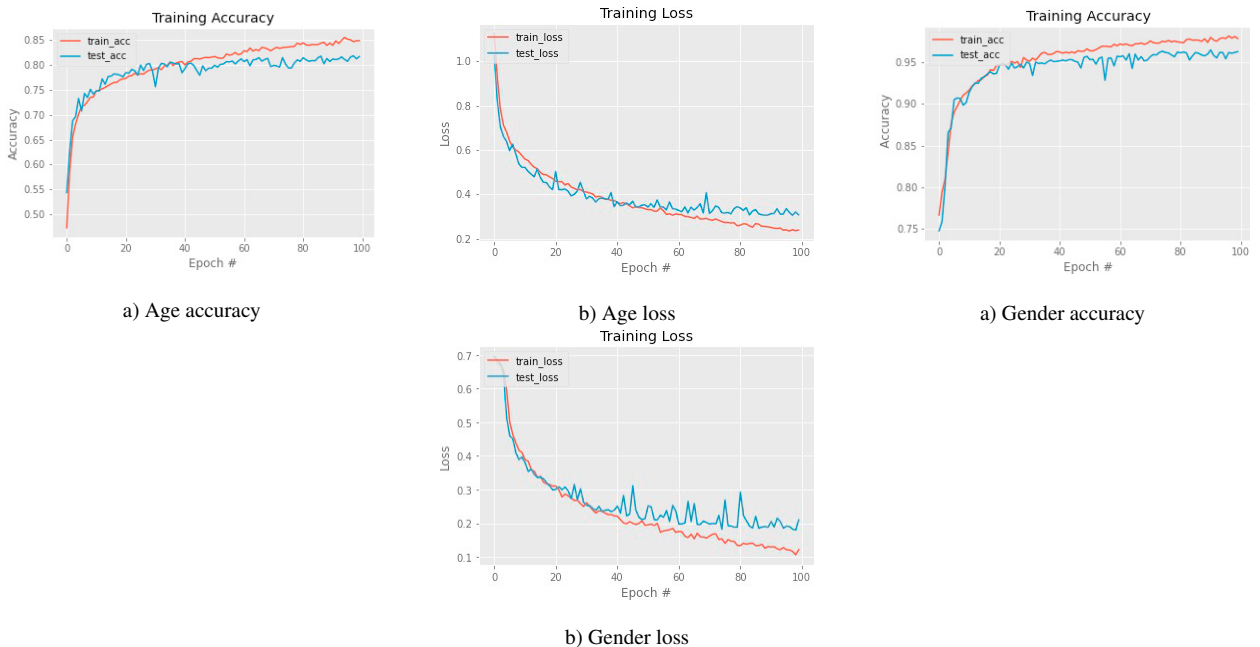 Training Accuracy
train_acc
test_acc
0.85
0.80
0.75
0.70
0.65
0.60
0.55
0.50
Accuracy
0 20 40 60 80 100
Epoch #
a) Age accuracy
Training Loss
train_loss
test_loss
1.0
0.8
0.6
0.4
0.2
Loss
0 20 40 60 80 100
Epoch #
b) Age loss
Training Accuracy
train_acc
test_acc
0.95
0.90
0.85
0.80
0.75
Accuracy
0 20 40 60 80 100
Epoch #
a) Gender accuracy
Training Loss
train_loss
test_loss
0.7
0.6
0.5
0.4
0.3
0.2
0.1
Loss
0 20 40 60 80 100
Epoch #
b) Gender loss